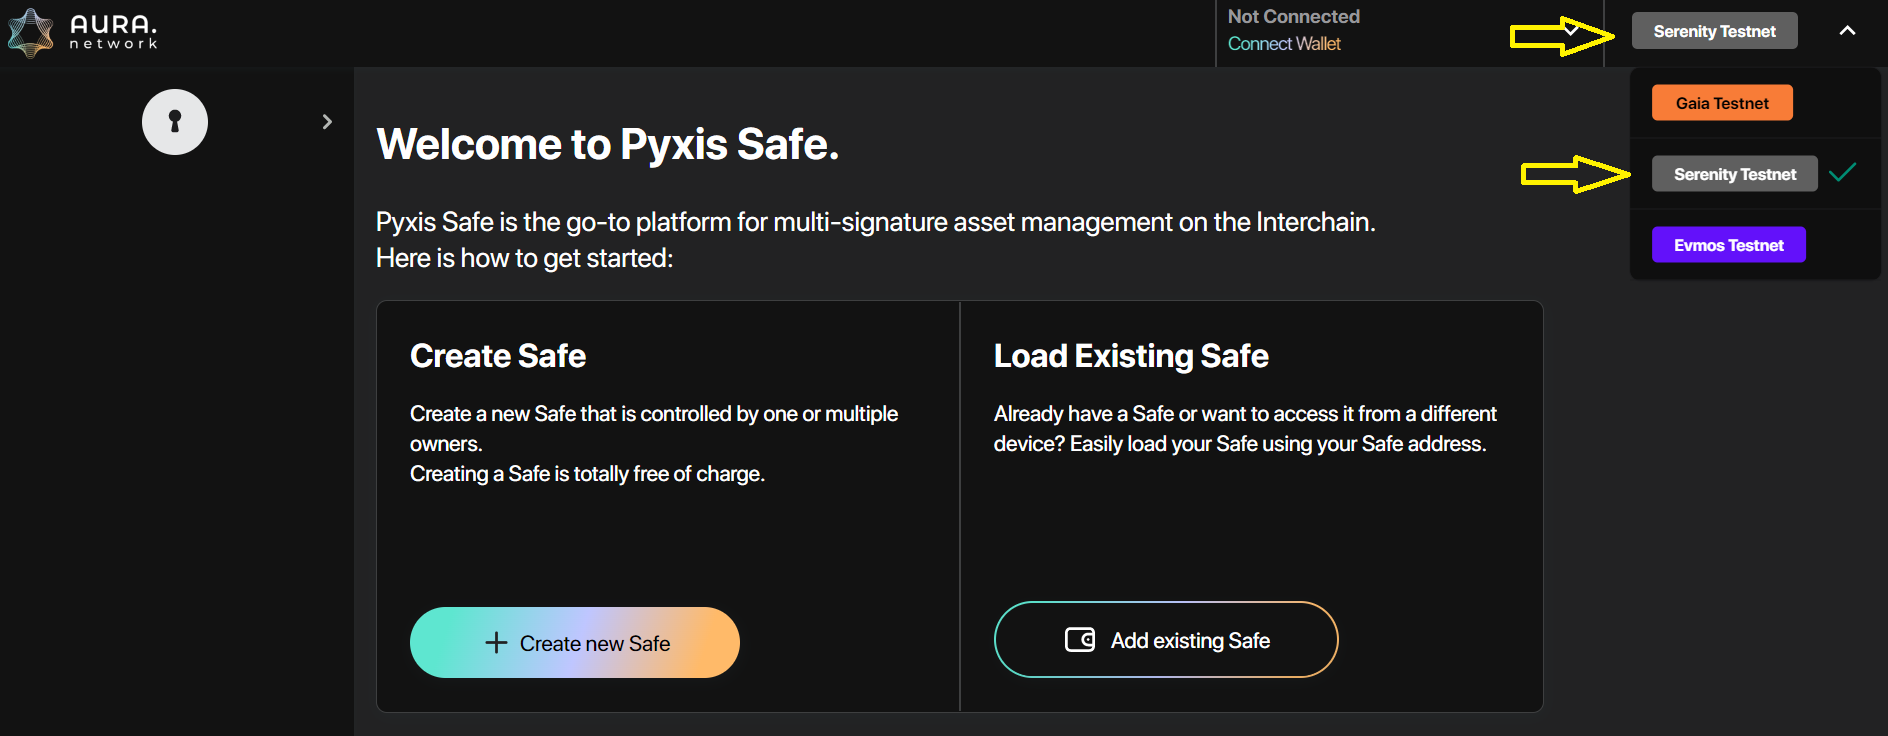 AURA.
network
Not Connected
Connect Wallet
Serenity Testnet
Gaia Testnet
Serenity Testnet
Evmos Testnet
Welcome to Pyxis Safe.
Pyxis Safe is the go-to platform for multi-signature asset management on the Interchain.
Here is how to get started:
Create Safe
Create a new Safe that is controlled by one or multiple
owners.
Creating a Safe is totally free of charge.
Create new Safe
Load Existing Safe
Already have a Safe or want to access it from a different
device? Easily load your Safe using your Safe address.
Add existing Safe